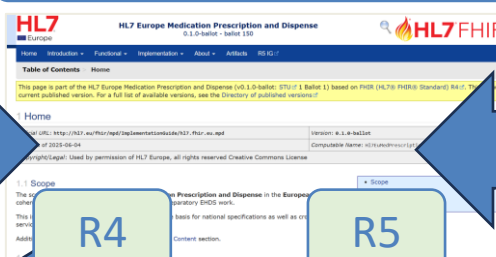 HL7
Europe
HL7 Europe Medication Prescription and Dispense
0.1.0-ballot - ballot 150
HL7 FHIR
Home Introduction Functional Implementation About Artifacts R5 IG
Table of Contents Home
This page is part of the HL7 Europe Medication Prescription and Dispense (v0.1.0-ballot: STU 1 Ballot 1) based on FHIR (HL7® FHIR® Standard) R4.
current published version. For a full list of available versions, see the Directory of published versions
1 Home
URL: http://hl7.eu/fhir/mpd/ImplementationGuide/hl7.fhir.eu.mpd Version: 0.1.0-ballot
of 2025-06-04 Computable Name:
Copyright/Legal: Used by permission of HL7 Europe, all rights reserved Creative Commons License
1.1 Scope
Scope
The Prescription and Dispense in the
EHDS work.
This basis for national specifications as well as
Content section.
R4
R5